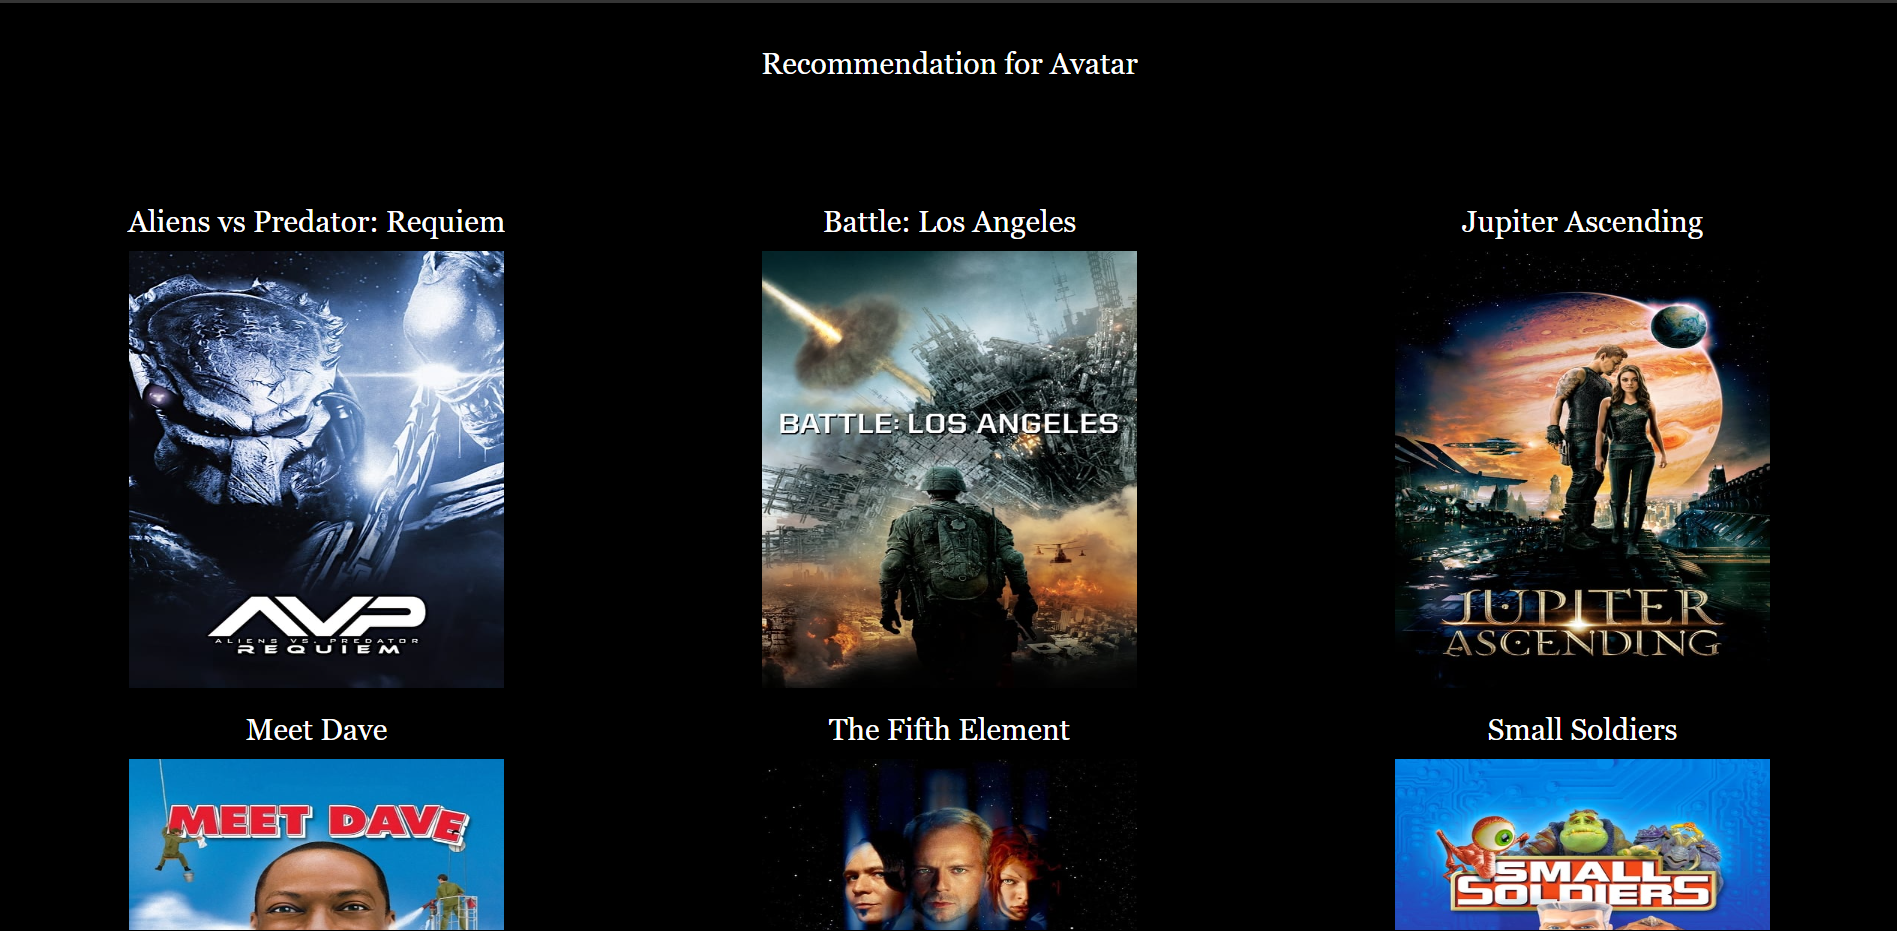 Recommendation for Avatar
Aliens vs Predator: Requiem
Battle: Los Angeles
Jupiter Ascending
AVP
ALIENS VS. PREDATOR
REQUIEM
BATTLE: LOS ANGELES
JUPITER
ASCENDING
Meet Dave
The Fifth Element
Small Soldiers
MEET DAVE
SMALL
SOLDIERS